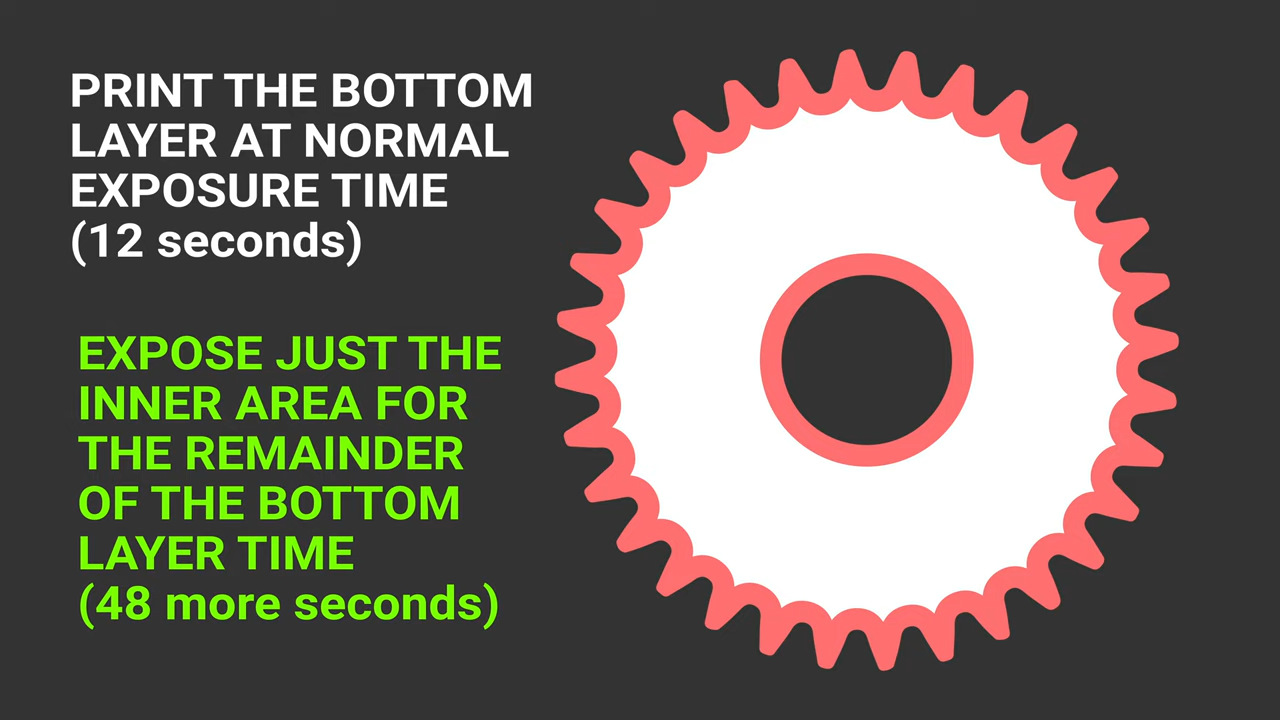 PRINT THE BOTTOM
LAYER AT NORMAL
EXPOSURE TIME
(12 seconds)
EXPOSE JUST THE
INNER AREA FOR
THE REMAINDER
OF THE BOTTOM
LAYER TIME
(48 more seconds)